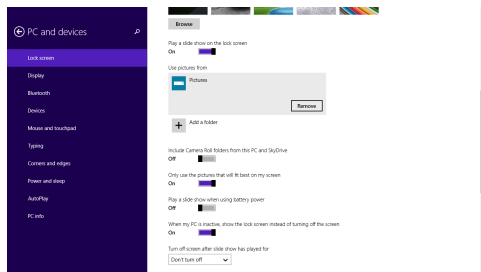 PC and devices
Lock screen
Display
Bluetooth
Devices
Mouse and touchpad
Typing
Corners and edges
Power and sleep
AutoPlay
PC info
Browse
Play a slide show on the lock screen
On
Use pictures from
Pictures
Remove
Add a folder
Include Camera Roll folders from this PC and SkyDrive
Off
Only use the pictures that will fit best on my screen
On
Play a slide show when using battery power
Off
When my PC is inactive, show the lock screen instead of turning off the screen
On
Turn off screen after slide show has played for
Don't turn off